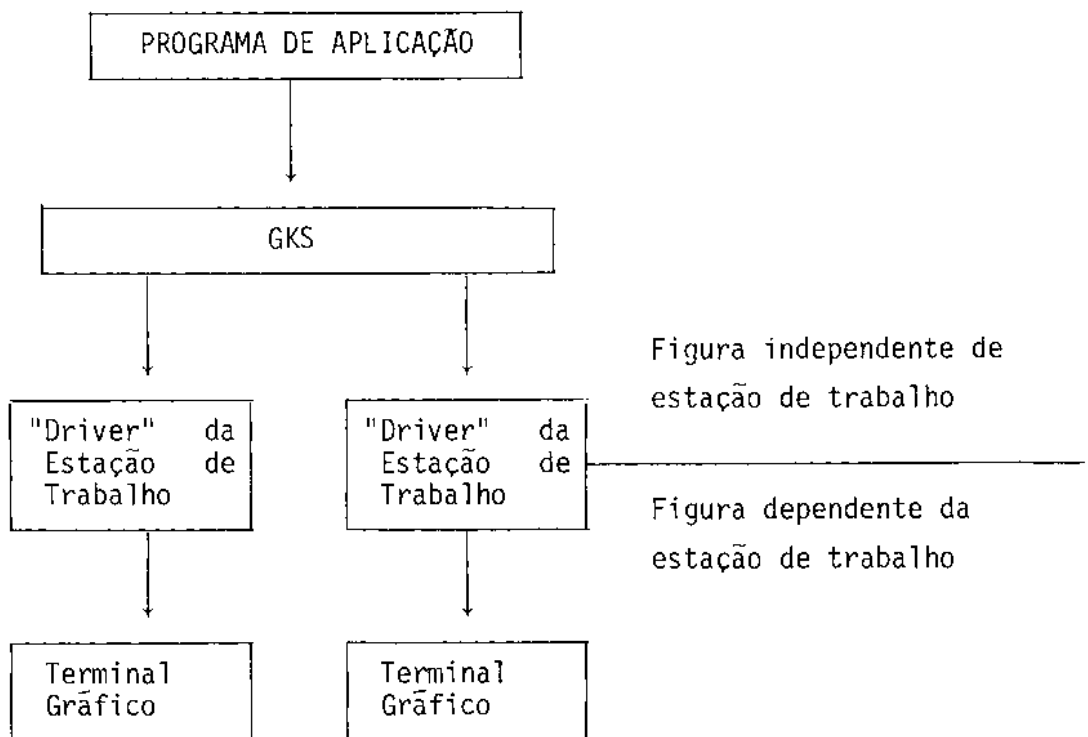 PROGRAMA DE APLICAÇÃO
GKS
Figura independente de
estação de trabalho
"Driver" da
Estação de
Trabalho
"Driver" da
Estação de
Trabalho
Figura dependente da
estação de trabalho
Terminal
Gráfico
Terminal
Gráfico